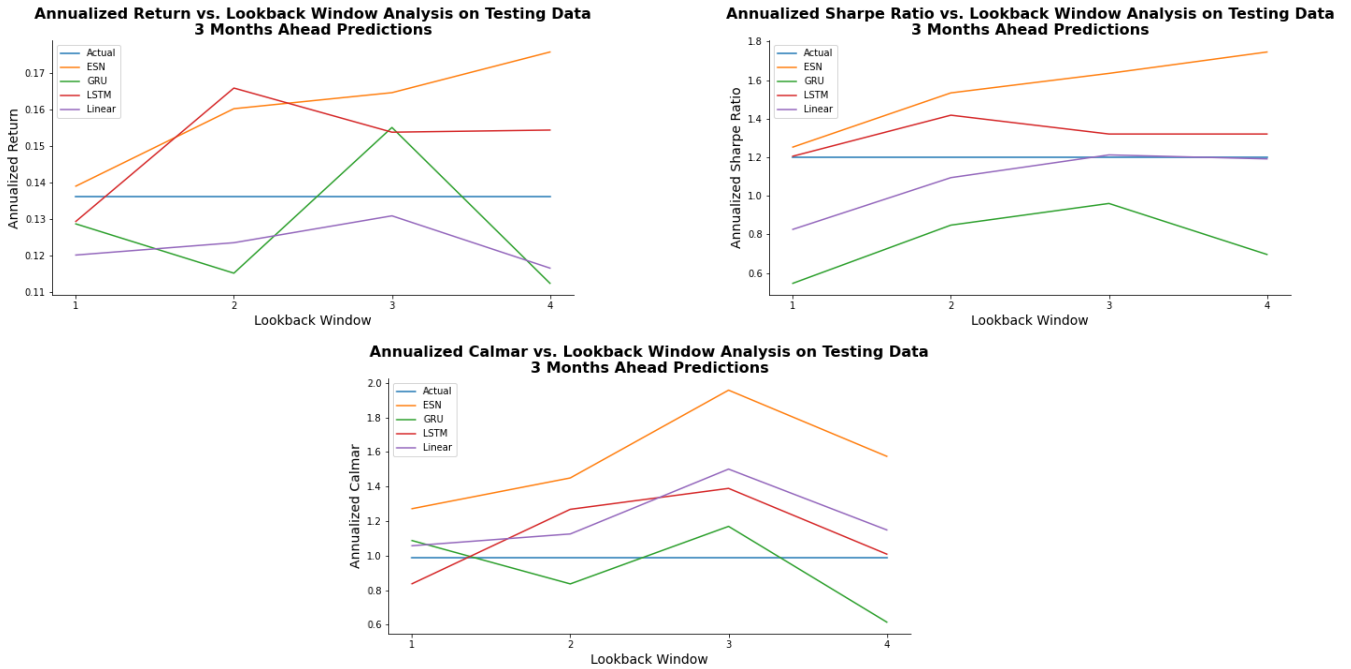 Annualized Return vs. Lookback Window Analysis on Testing Data
3 Months Ahead Predictions
Actual
ESN
GRU
LSTM
Linear
0.17
0.16
0.15
0.14
0.13
0.12
0.11
Annualized Return
1 2 3 4
Lookback Window
Annualized Sharpe Ratio vs. Lookback Window Analysis on Testing Data
3 Months Ahead Predictions
Actual
ESN
GRU
LSTM
Linear
1.8
1.6
1.4
1.2
1.0
0.8
0.6
Annualized Sharpe Ratio
1 2 3 4
Lookback Window
Annualized Calmar vs. Lookback Window Analysis on Testing Data
3 Months Ahead Predictions
Actual
ESN
GRU
LSTM
Linear
2.0
1.8
1.6
1.4
1.2
1.0
0.8
0.6
Annualized Calmar
1 2 3 4
Lookback Window